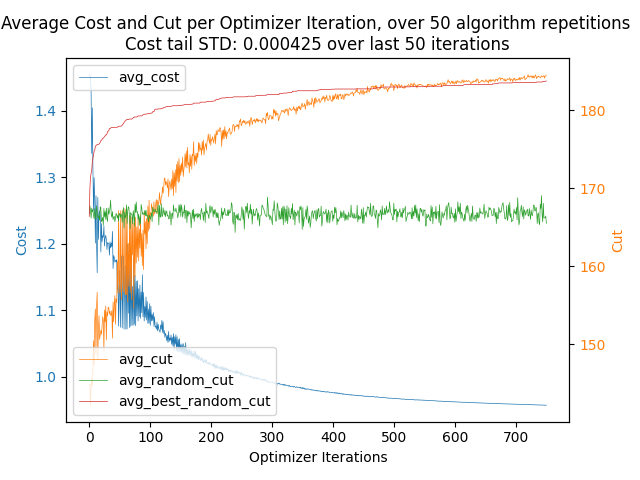 Average Cost and Cut per Optimizer Iteration, over 50 algorithm repetitions
Cost tail STD: 0.000425 over last 50 iterations
avg_cost
1.4
1.3
1.2
1.1
1.0
Cost
180
170
160
150
Cut
avg_cut
avg_random_cut
avg_best_random_cut
0 100 200 300 400 500 600 700
Optimizer Iterations